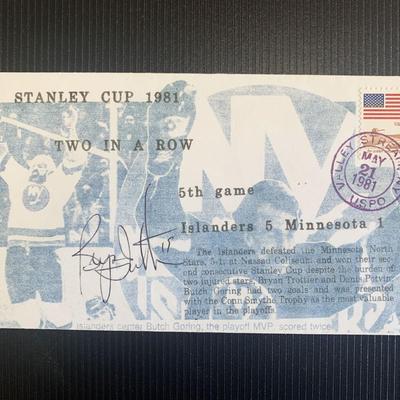 STANLEY CUP 1981
TWO IN A ROW
5th game
Islanders 5 Minnesota 1
The Islanders defeated the Minnesota North
Stars, 5-1, at Nassau Coliseum and won their sec-
ond consecutive Stanley Cup despite the burden of
two injured stars, Bryan Trottier and Denis Potvin.
Butch Goring had two goals and was presented
with the Conn Smythe Trophy as the most valuable
player in the playoffs.
Islanders center Butch Goring, the playoff MVP, scored twice
VALLEY STREAM, NY
MAY
21
1981
USPO
NY